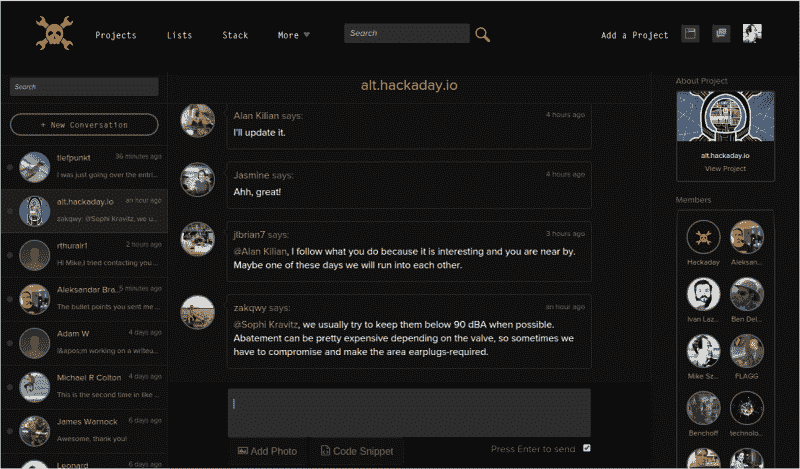 Projects
Lists
Stack
More
Search
Add a Project
Search
+ New Conversation
tiefpunkt
36 minutes ago
I was just going over the entri...
alt.hackaday.io
an hour ago
zakqwy: @Sophi Kravitz, we u...
rthurair1
2 hours ago
Hi Mike,I tried contacting you ...
Aleksandar Bra...
5 minutes ago
The bullet points you sent me ...
Adam W
4 days ago
I&apos;m working on a writeu...
Michael R Colton
4 days ago
This is the second time in like ...
James Warnock
6 days ago
Awesome, thank you!
Leonard
6 days ago
alt.hackaday.io
Alan Kilian says:
4 hours ago
I'll update it.
Jasmine says:
4 hours ago
Ahh, great!
jlbrian7 says:
3 hours ago
@Alan Kilian, I follow what you do because it is interesting and you are near by.
Maybe one of these days we will run into each other.
zakqwy says:
an hour ago
@Sophi Kravitz, we usually try to keep them below 90 dBA when possible.
Abatement can be pretty expensive depending on the valve, so sometimes we
have to compromise and make the area earplugs-required.
Add Photo
Code Snippet
Press Enter to send
About Project
alt.hackaday.io
View Project
Members
Hackaday
Aleksan...
Ivan Laz...
Ben Del...
Mike Sz...
FLAGG
Benchoff
technolo...